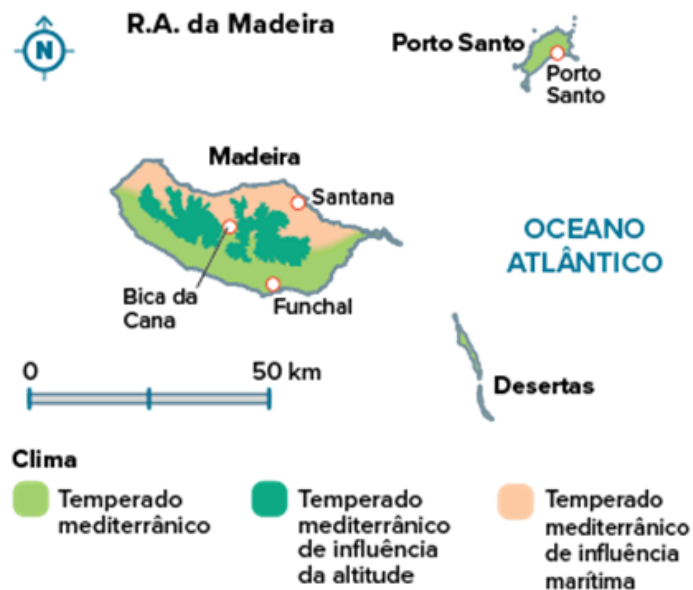 N
R.A. da Madeira
Porto Santo
Porto
Santo
Madeira
Santana
OCEANO
ATLÂNTICO
Bica da
Cana
Funchal
0
50 km
Desertas
Clima
Temperado
mediterrânico
Temperado
mediterrânico
de influência
da altitude
Temperado
mediterrânico
de influência
marítima